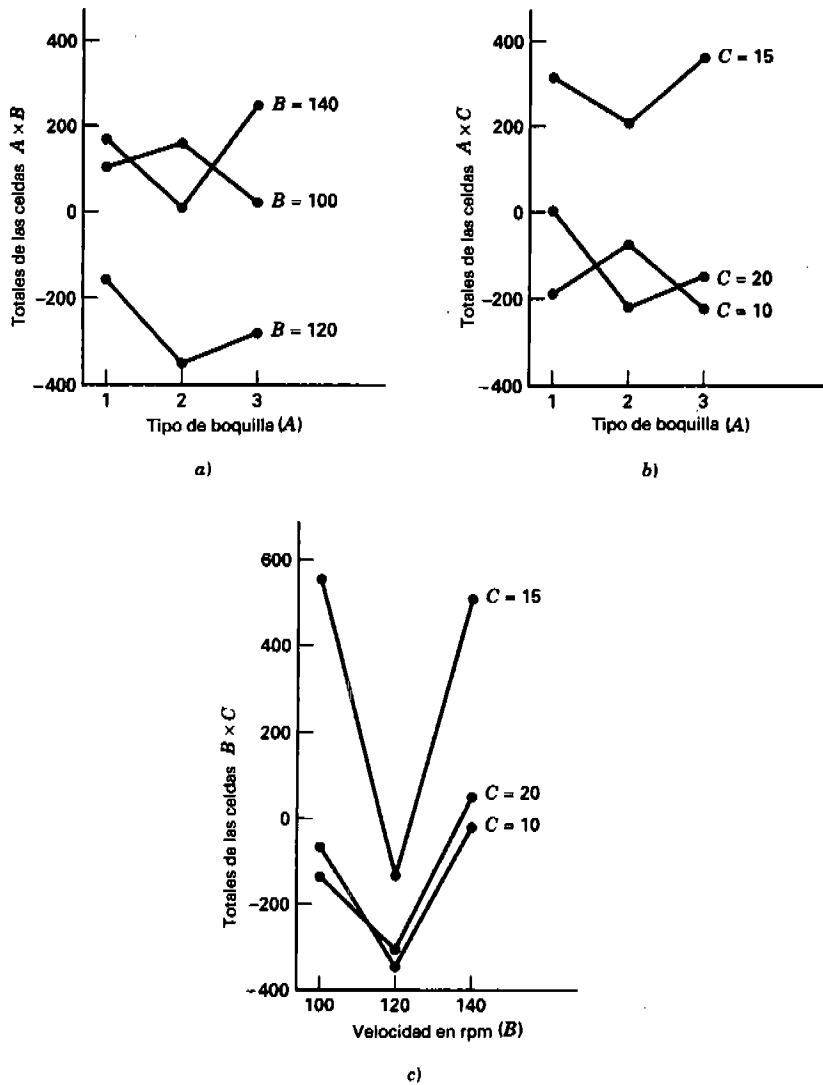 400
200
0
-200
-400
Totales de las celdas A × B
B = 140
B = 100
B = 120
1 2 3
Tipo de boquilla (A)
a)
400
200
0
-200
-400
Totales de las celdas A × C
C = 15
C = 20
C = 10
1 2 3
Tipo de boquilla (A)
b)
600
400
200
0
-200
-400
Totales de las celdas B × C
C = 15
C = 20
C = 10
100 120 140
Velocidad en rpm (B)
c)